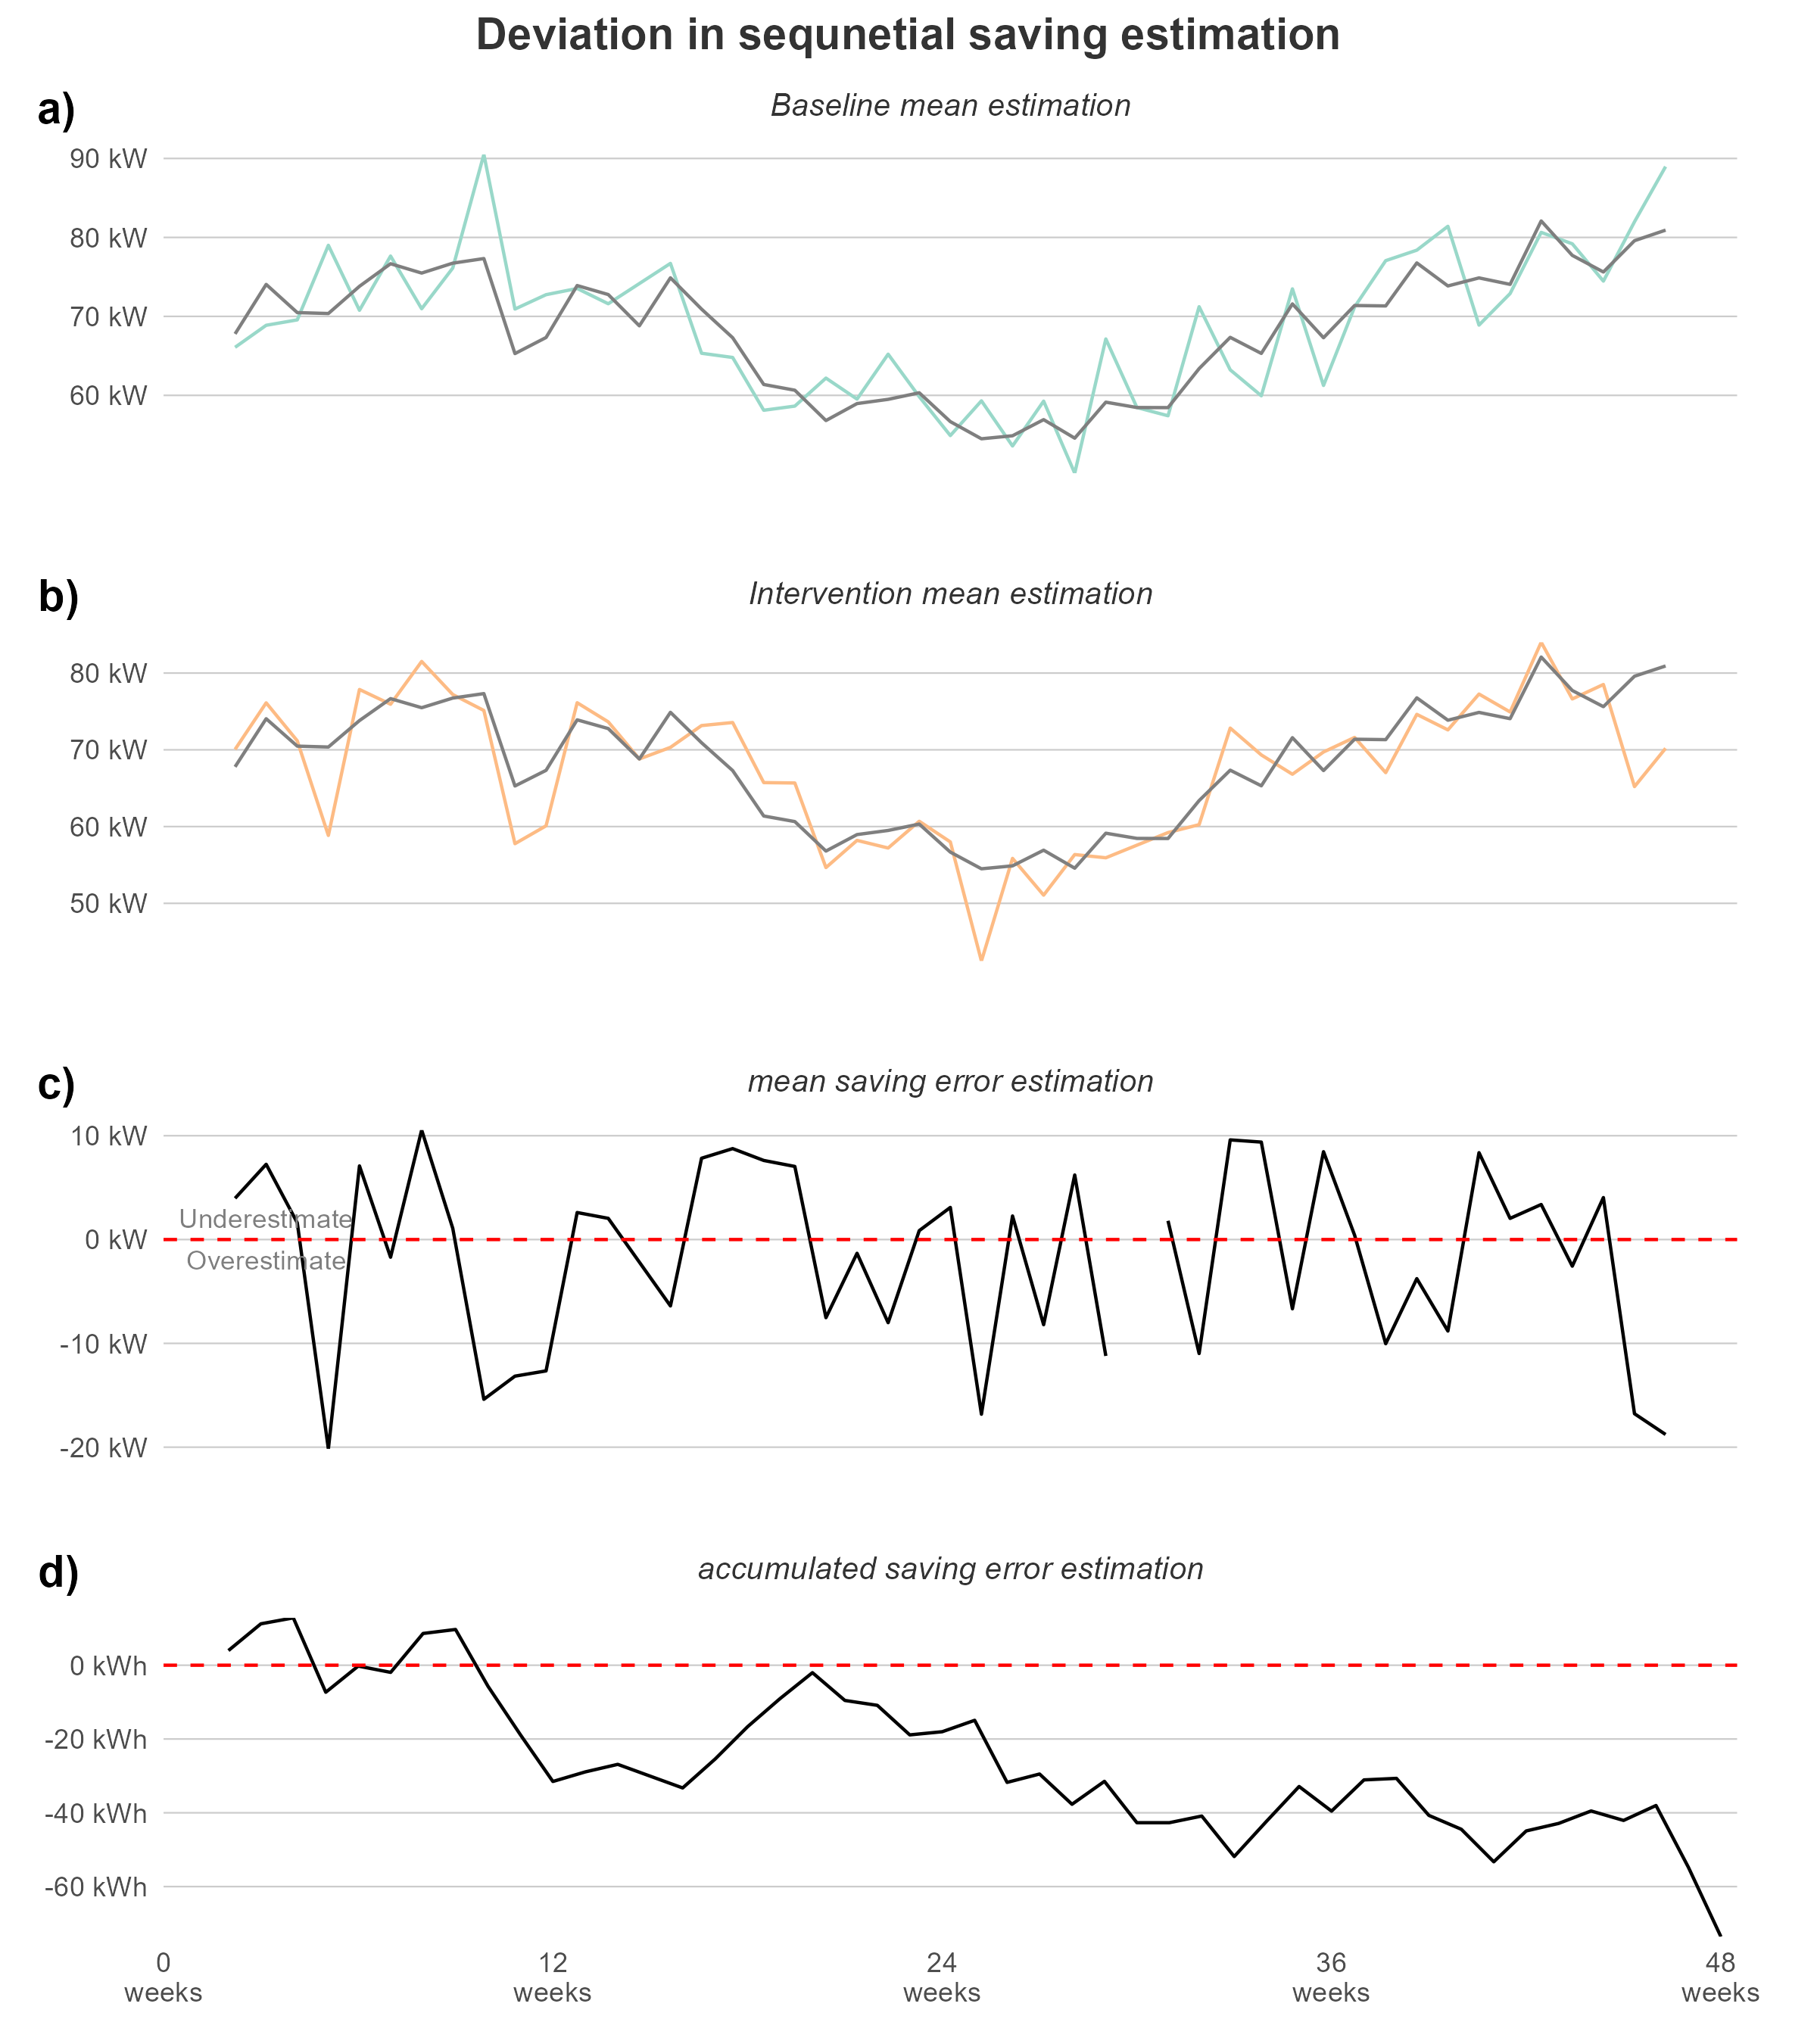 Deviation in sequnetial saving estimation
a)
Baseline mean estimation
90 kW
80 kW
70 kW
60 kW
b)
Intervention mean estimation
80 kW
70 kW
60 kW
50 kW
c)
mean saving error estimation
10 kW
Underestimate
0 kW
Overestimate
-10 kW
-20 kW
d)
accumulated saving error estimation
0 kWh
-20 kWh
-40 kWh
-60 kWh
0 12 24 36 48
weeks weeks weeks weeks weeks